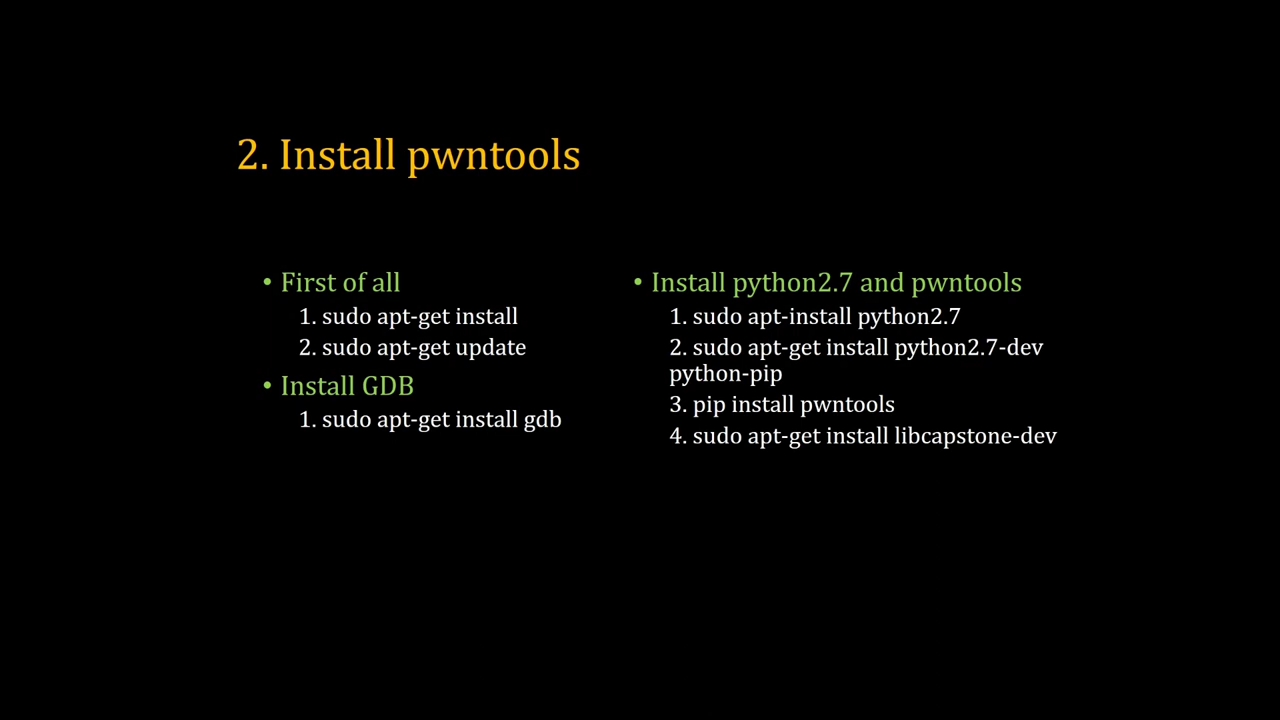 2. Install pwntools
• First of all
1. sudo apt-get install
2. sudo apt-get update
• Install GDB
1. sudo apt-get install gdb
• Install python2.7 and pwntools
1. sudo apt-install python2.7
2. sudo apt-get install python2.7-dev
python-pip
3. pip install pwntools
4. sudo apt-get install libcapstone-dev